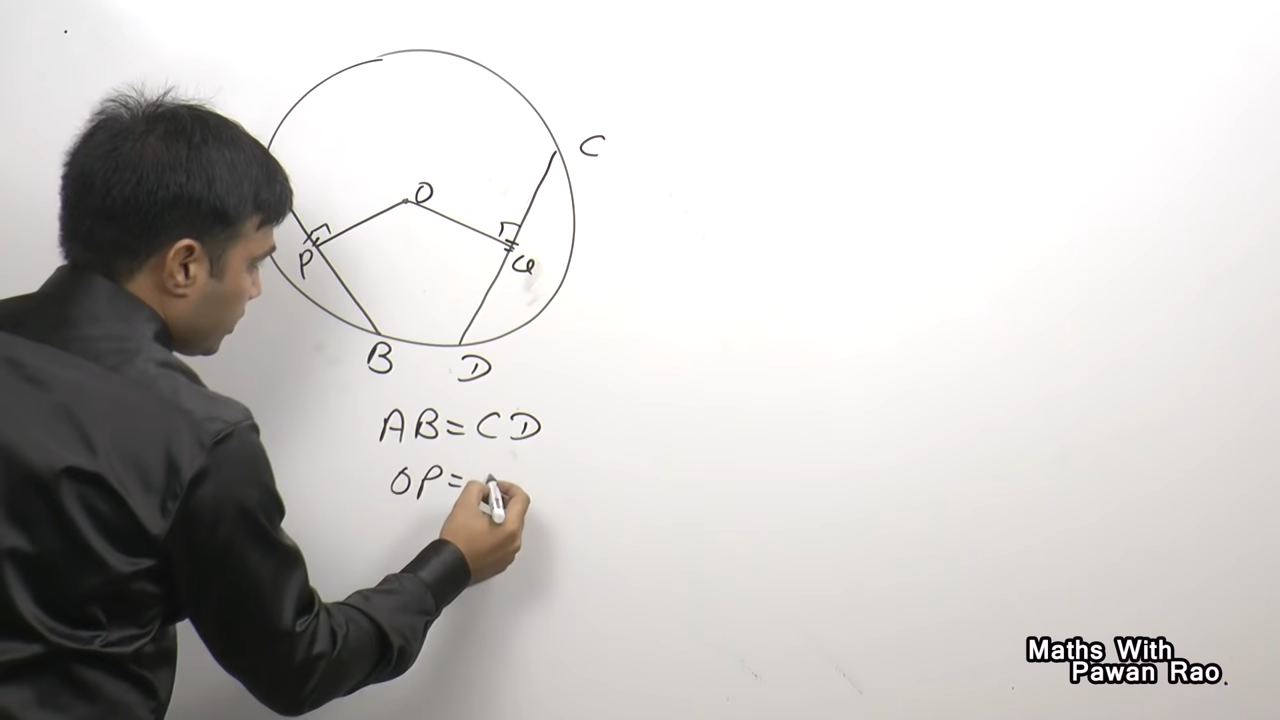 C
O
P
Q
B D
AB=CD
OP=
Maths With
Pawan Rao